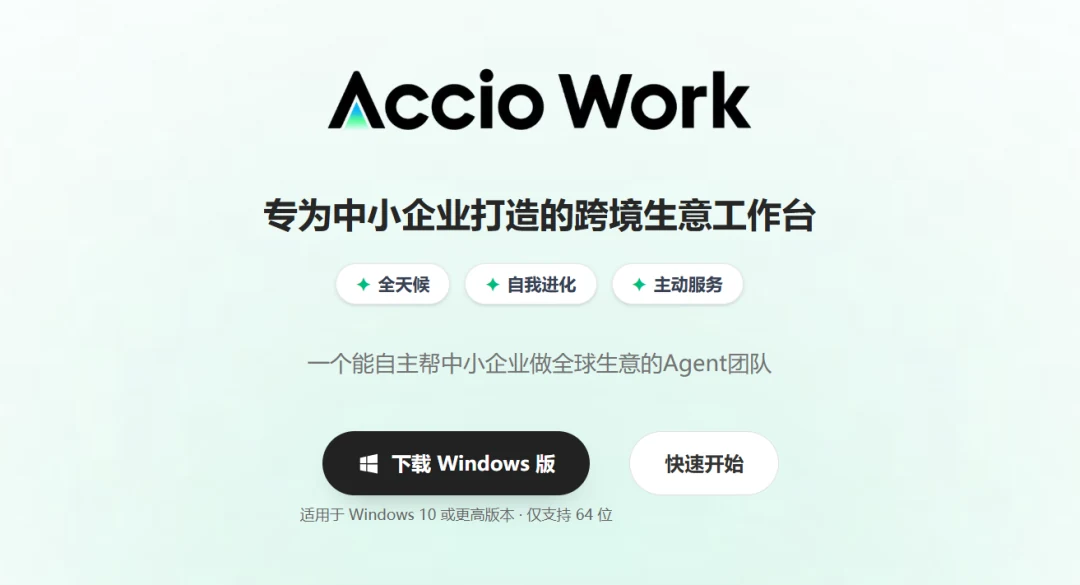 Accio Work
专为中小企业打造的跨境生意工作台
全天候 自我进化 主动服务
一个能自主帮中小企业做全球生意的Agent团队
下载 Windows 版 快速开始
适用于 Windows 10 或更高版本 · 仅支持 64 位